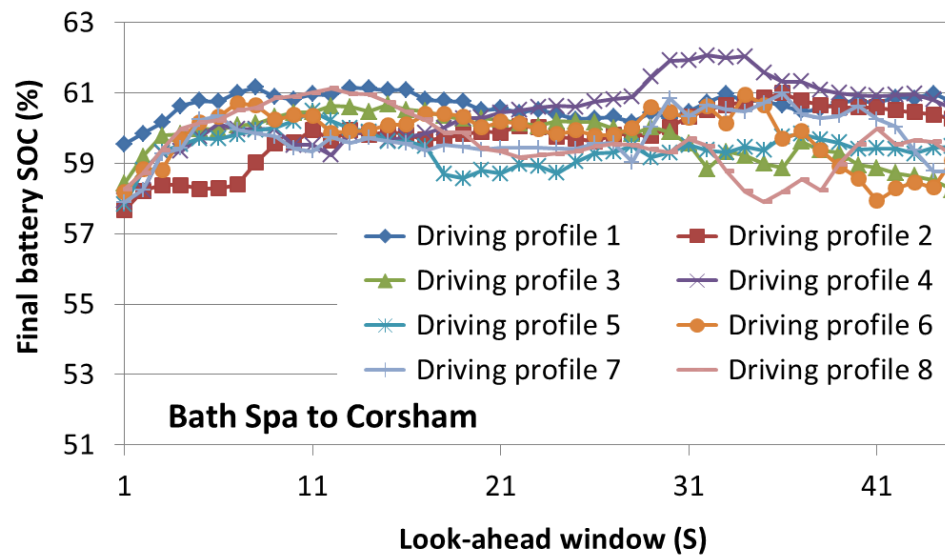 Final battery SOC (%)
63
61
59
57
55
53
51
Driving profile 1
Driving profile 2
Driving profile 3
Driving profile 4
Driving profile 5
Driving profile 6
Driving profile 7
Driving profile 8
Bath Spa to Corsham
1 11 21 31 41
Look-ahead window (S)